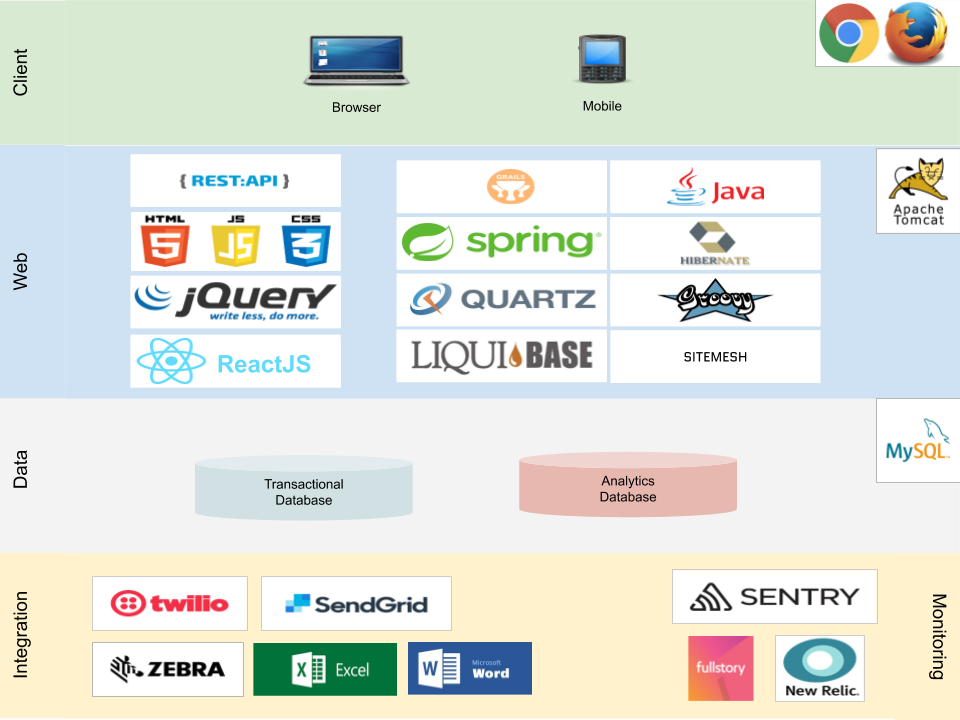 Client
Browser
Mobile
Web
{ REST:API }
HTML
5
JS
JS
CSS
3
jQuery
write less, do more.
ReactJS
GRAILS
Java
spring®
HIBERNATE
QUARTZ
Groovy
LIQUIBASE
SITEMESH
Apache
Tomcat
Data
Transactional
Database
Analytics
Database
MySQL
Integration
twilio
SendGrid
ZEBRA
X
Excel
W
Microsoft
Word
SENTRY
fullstory
New Relic.
Monitoring